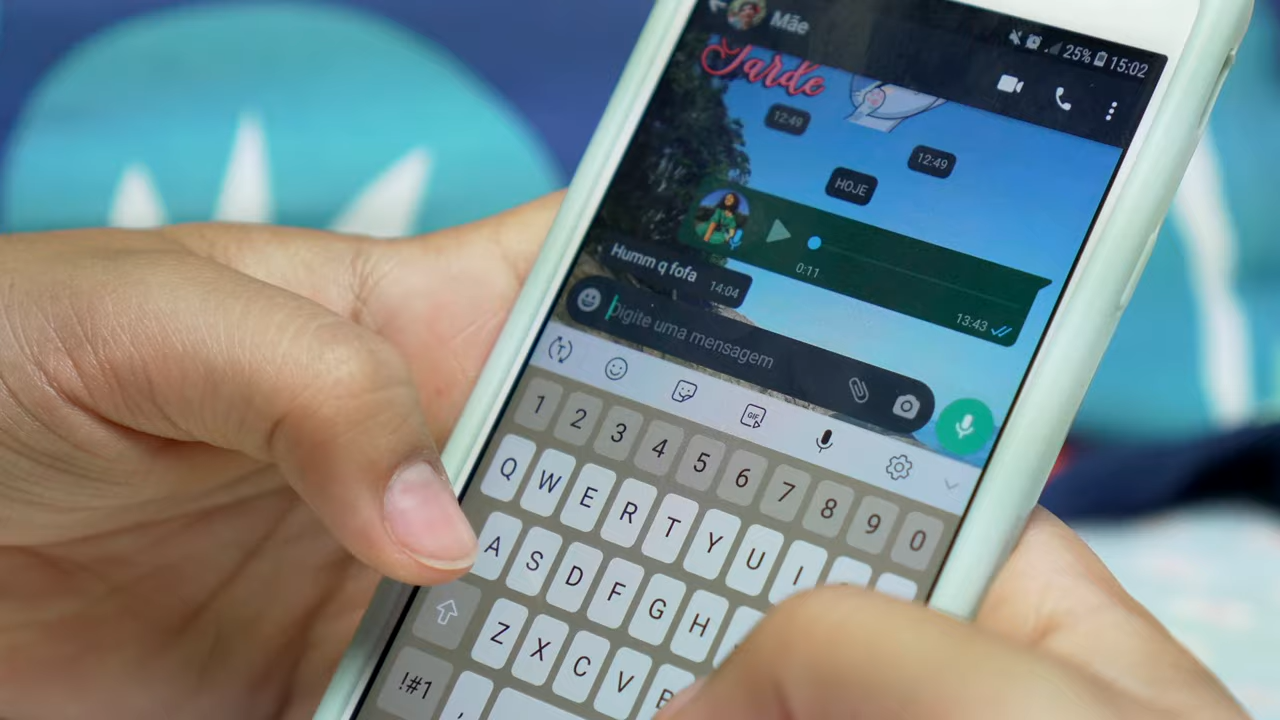 Mãe
25% 15:02
Tarde
12:49
12:49
HOJE
0:11
13:43
Humm q fofa 14:04
Digite uma mensagem
T
GIF
1 2 3 4 5 6 7 8 9 0
Q W E R T Y U I
A S D F G H
Z X C V B
!#1 ,